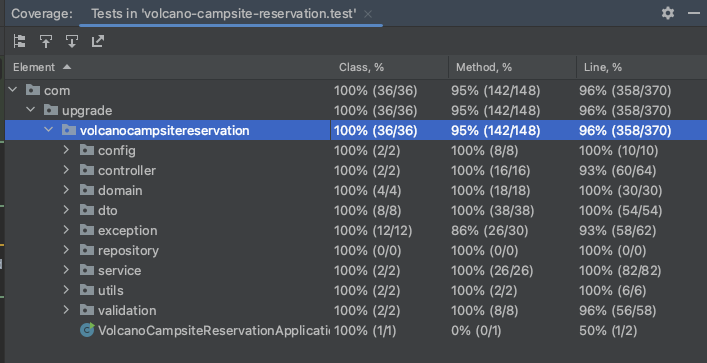 Coverage: Tests in 'volcano-campsite-reservation.test'
Element Class, % Method, % Line, %
com 100% (36/36) 95% (142/148) 96% (358/370)
upgrade 100% (36/36) 95% (142/148) 96% (358/370)
volcanocampsitereservation 100% (36/36) 95% (142/148) 96% (358/370)
config 100% (2/2) 100% (8/8) 100% (10/10)
controller 100% (2/2) 100% (16/16) 93% (60/64)
domain 100% (4/4) 100% (18/18) 100% (30/30)
dto 100% (8/8) 100% (38/38) 100% (54/54)
exception 100% (12/12) 86% (26/30) 93% (58/62)
repository 100% (0/0) 100% (0/0) 100% (0/0)
service 100% (2/2) 100% (26/26) 100% (82/82)
utils 100% (2/2) 100% (2/2) 100% (6/6)
validation 100% (2/2) 100% (8/8) 96% (56/58)
VolcanoCampsiteReservationApplicatio 100% (1/1) 0% (0/1) 50% (1/2)